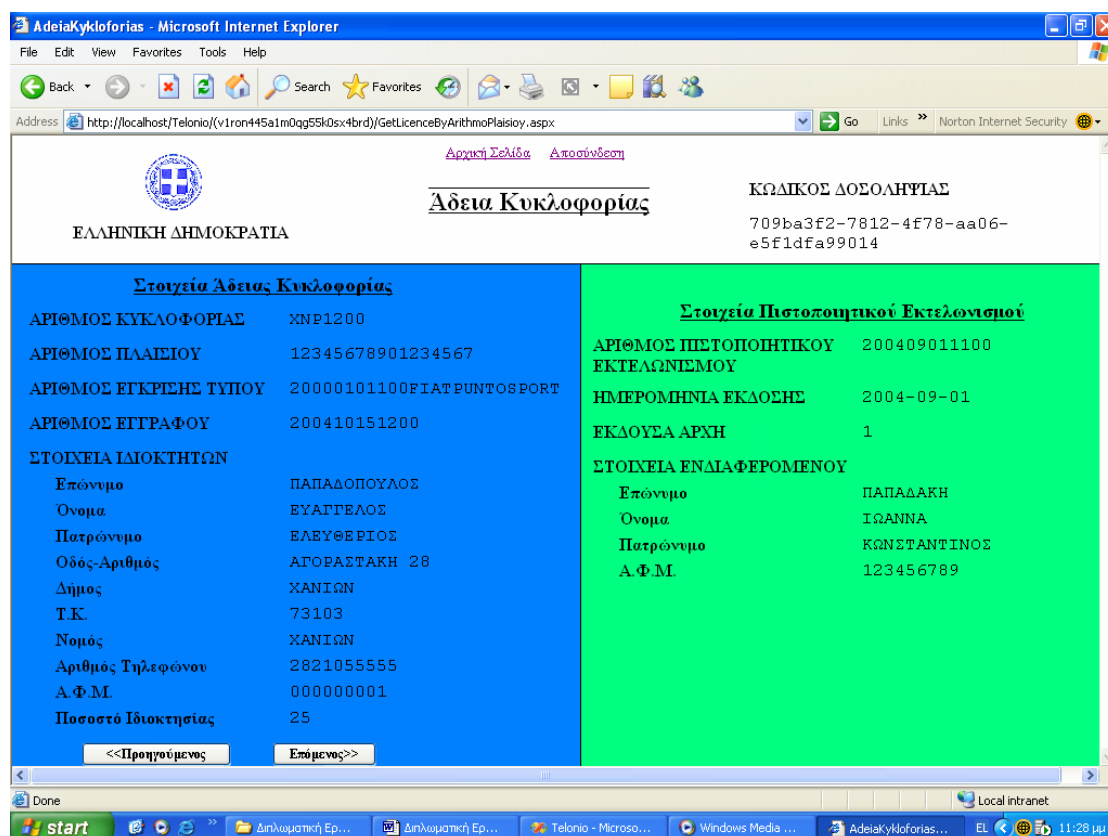 AdeiaKykloforias - Microsoft Internet Explorer
File Edit View Favorites Tools Help
Back Search Favorites
Address http://localhost/Telonio/(v1ron445a1m0qg55k0sx4brd)/GetLicenceByArithmoPlaisioy.aspx Go Links » Norton Internet Security
Αρχική Σελίδα Αποσύνδεση
Άδεια Κυκλοφορίας
ΕΛΛΗΝΙΚΗ ΔΗΜΟΚΡΑΤΙΑ
ΚΩΔΙΚΟΣ ΔΟΣΟΛΗΨΙΑΣ
709ba3f2-7812-4f78-aa06-
e5f1dfa99014
Στοιχεία Άδειας Κυκλοφορίας
ΑΡΙΘΜΟΣ ΚΥΚΛΟΦΟΡΙΑΣ ΧΝΡ1200
ΑΡΙΘΜΟΣ ΠΛΑΙΣΙΟΥ 12345678901234567
ΑΡΙΘΜΟΣ ΕΓΚΡΙΣΗΣ ΤΥΠΟΥ 20000101100FIATPUNTOSPORT
ΑΡΙΘΜΟΣ ΕΓΓΡΑΦΟΥ 200410151200
ΣΤΟΙΧΕΙΑ ΙΔΙΟΚΤΗΤΩΝ
Επώνυμο ΠΑΠΑΔΟΠΟΥΛΟΣ
Όνομα ΕΥΑΓΓΕΛΟΣ
Πατρώνυμο ΕΛΕΥΘΕΡΙΟΣ
Οδός-Αριθμός ΑΓΟΡΑΣΤΑΚΗ 28
Δήμος ΧΑΝΙΩΝ
Τ.Κ. 73103
Νομός ΧΑΝΙΩΝ
Αριθμός Τηλεφώνου 2821055555
Α.Φ.Μ. 000000001
Ποσοστό Ιδιοκτησίας 25
<<Προηγούμενος Επόμενος>>
Στοιχεία Πιστοποιητικού Εκτελωνισμού
ΑΡΙΘΜΟΣ ΠΙΣΤΟΠΟΙΗΤΙΚΟΥ 200409011100
ΕΚΤΕΛΩΝΙΣΜΟΥ
ΗΜΕΡΟΜΗΝΙΑ ΕΚΔΟΣΗΣ 2004-09-01
ΕΚΔΟΥΣΑ ΑΡΧΗ 1
ΣΤΟΙΧΕΙΑ ΕΝΔΙΑΦΕΡΟΜΕΝΟΥ
Επώνυμο ΠΑΠΑΔΑΚΗ
Όνομα ΙΩΑΝΝΑ
Πατρώνυμο ΚΩΝΣΤΑΝΤΙΝΟΣ
Α.Φ.Μ. 123456789
Done Local intranet
start » Διπλωματική Ερ... Διπλωματική Ερ... Telonio - Microso... Windows Media ... AdeiaKykloforias... EL 11:28 μμ